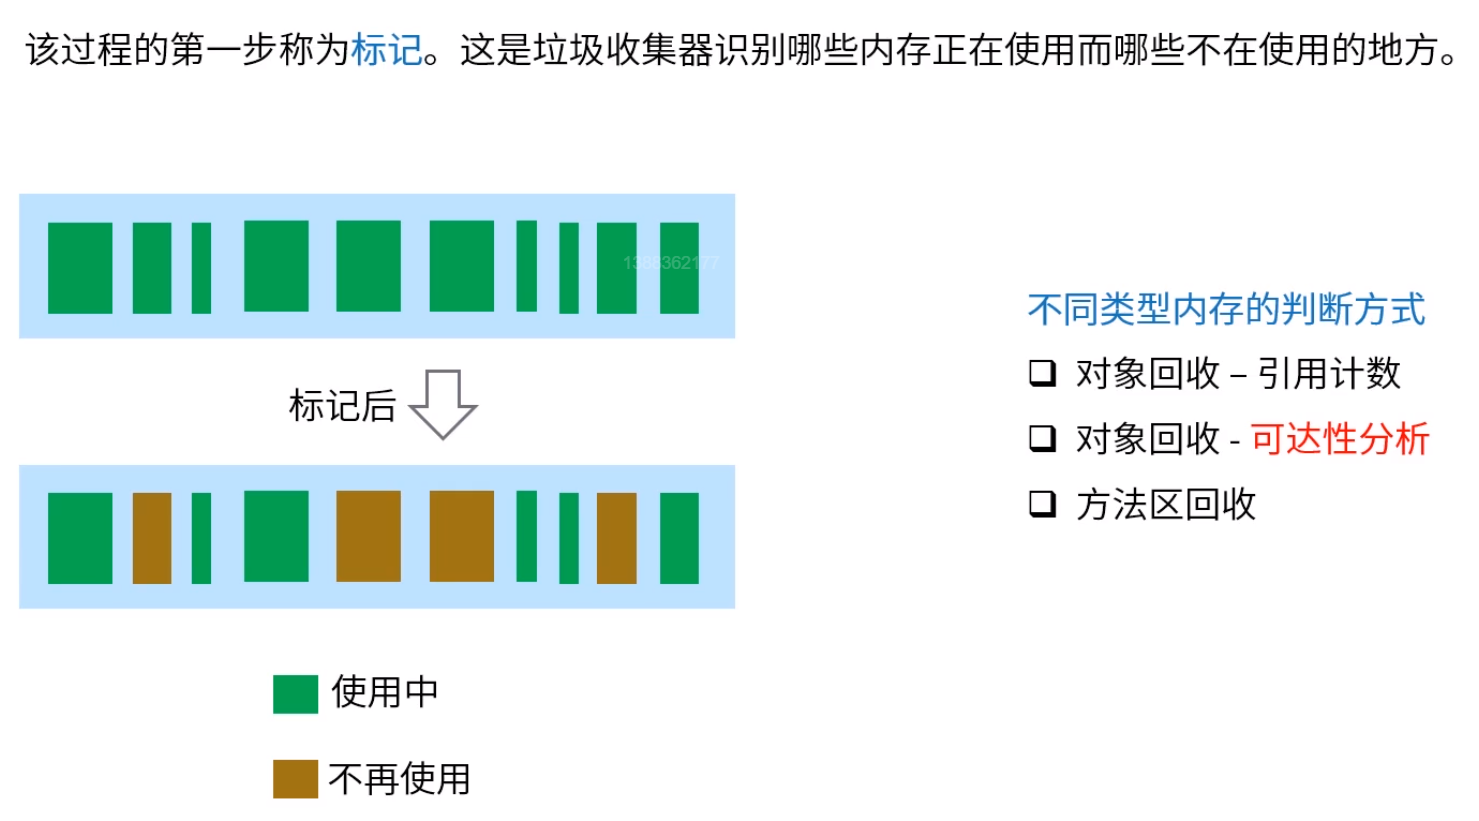 该过程的第一步称为标记。这是垃圾收集器识别哪些内存正在使用而哪些不在使用的地方。
1388362177
标记后
不同类型内存的判断方式
❑ 对象回收 – 引用计数
❑ 对象回收 - 可达性分析
❑ 方法区回收
使用中
不再使用